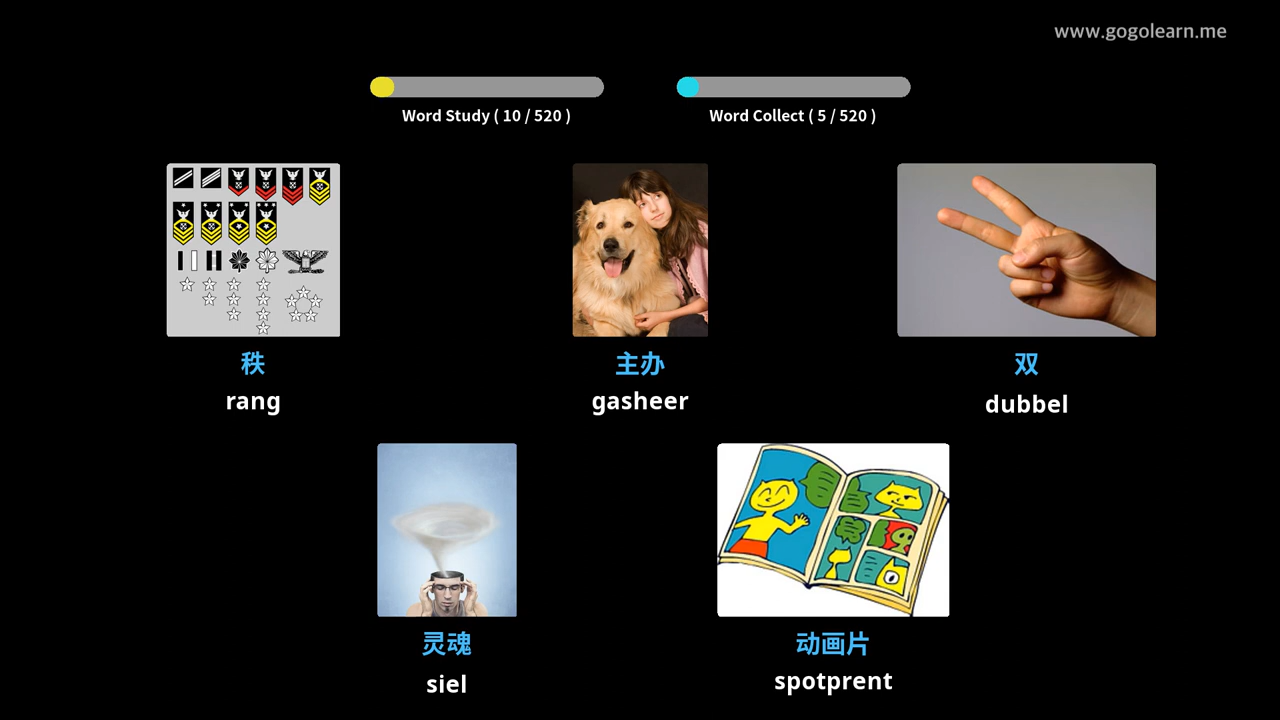 www.gogolearn.me
Word Study ( 10 / 520 )
Word Collect ( 5 / 520 )
秩
rang
主办
gasheer
双
dubbel
灵魂
siel
动画片
spotprent